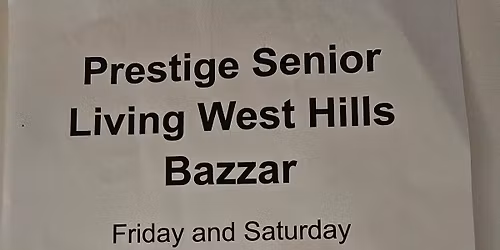 Prestige Senior
Living West Hills
Bazzar
Friday and Saturday